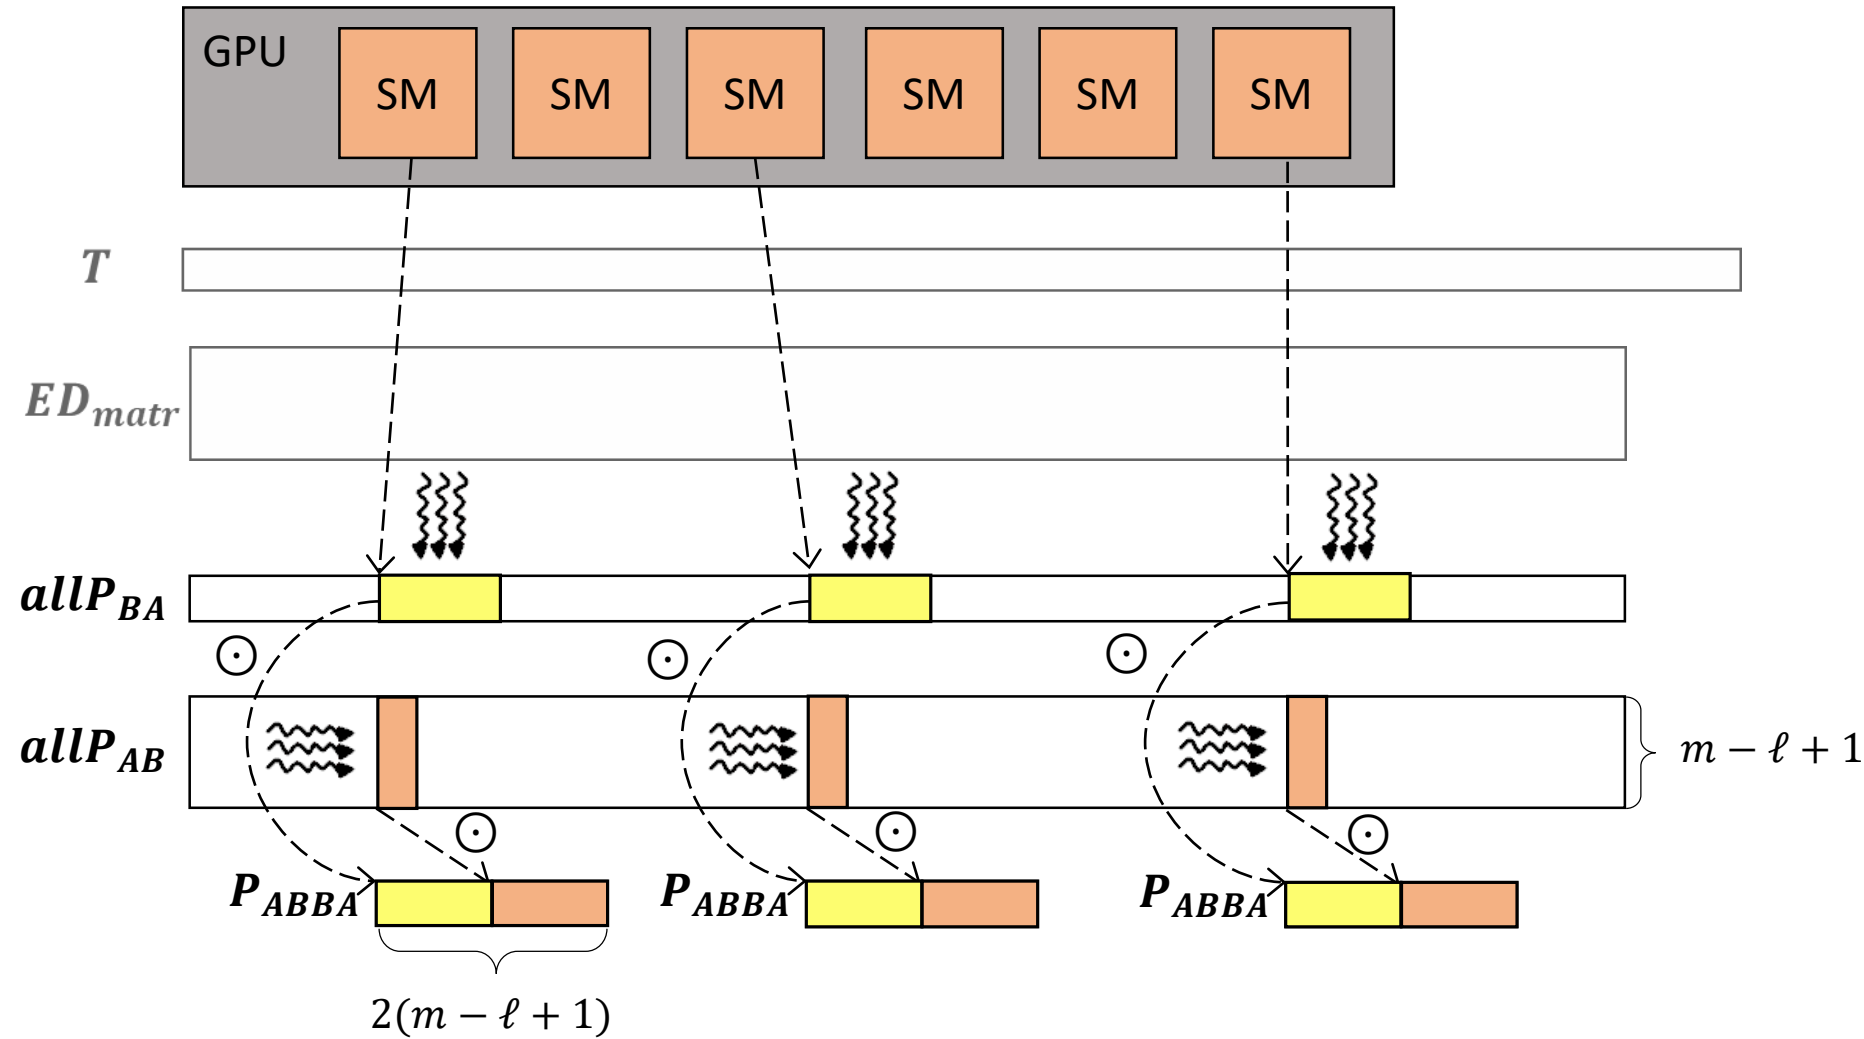 GPU
SM SM SM SM SM SM
T
ED_matr
allP_BA
⊙ ⊙ ⊙
allP_AB
m − ℓ + 1
⊙ ⊙ ⊙
P_ABBA P_ABBA P_ABBA
2(m − ℓ + 1)